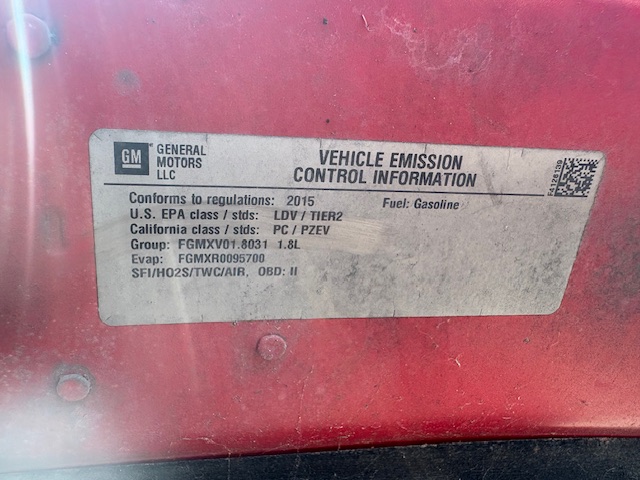 GM
GENERAL
MOTORS
LLC
VEHICLE EMISSION
CONTROL INFORMATION
Conforms to regulations: 2015 Fuel: Gasoline
U.S. EPA class / stds: LDV / TIER2
California class / stds: PC / PZEV
Group: FGMXV01.8031 1.8L
Evap: FGMXR0095700
SFI/HO2S/TWC/AIR, OBD: II